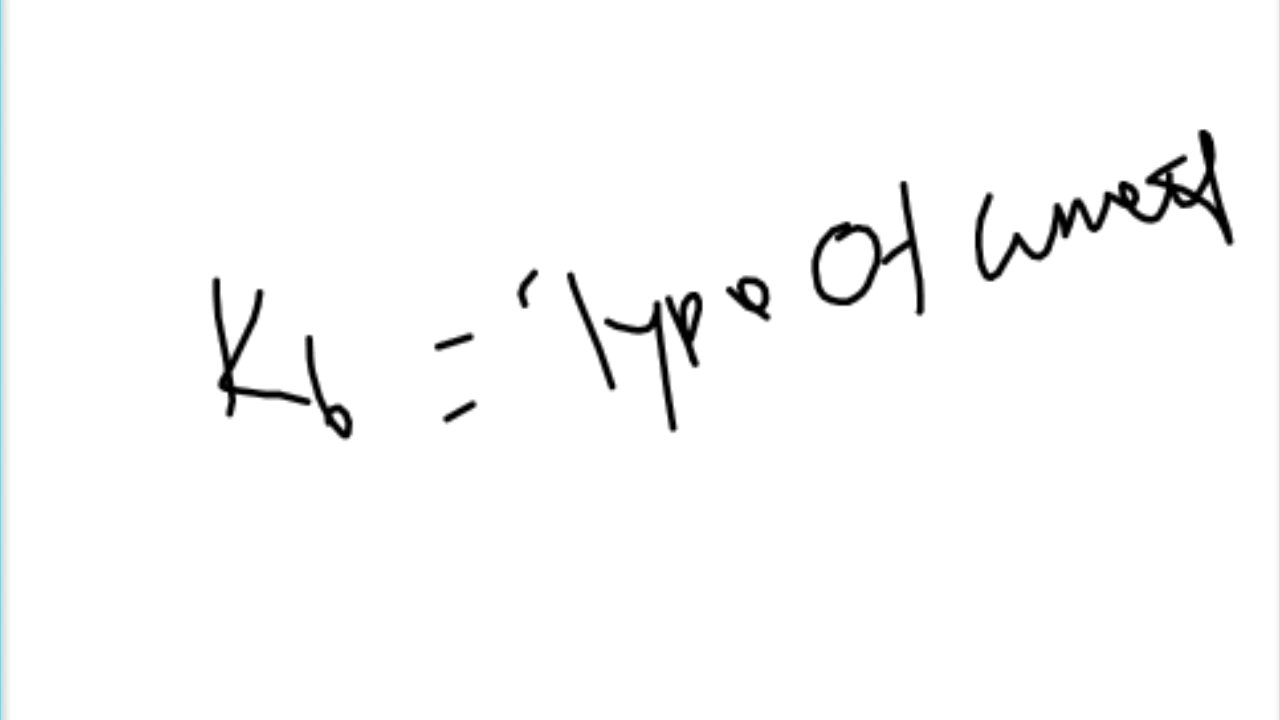 Kb = Type Of